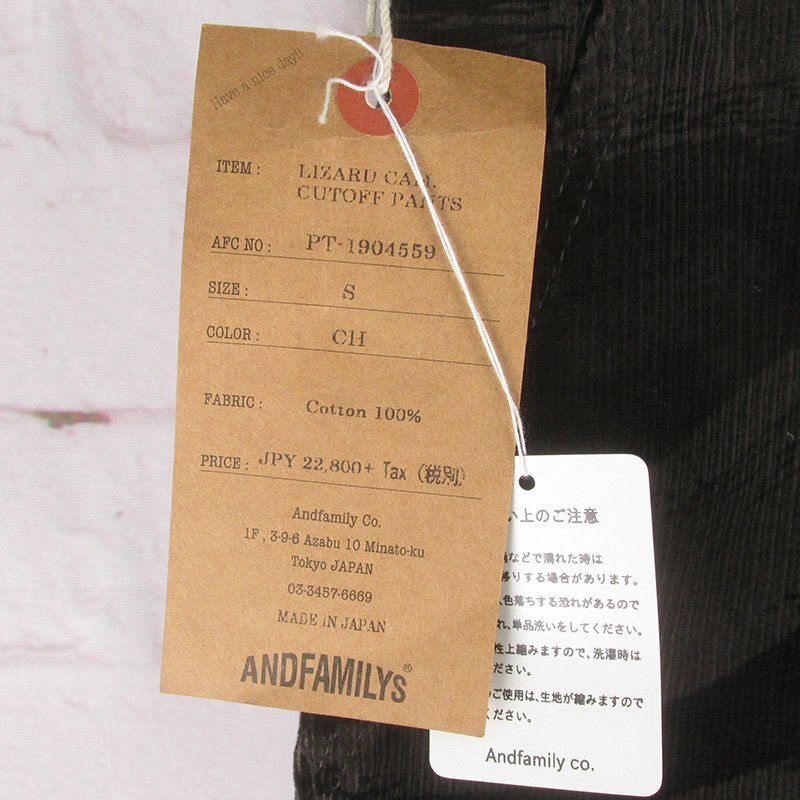 Have a nice day!!
ITEM : LIZARD CAM.
CUTOFF PANTS
AFC NO : PT-1904559
SIZE : S
COLOR : CH
FABRIC : Cotton 100%
PRICE : JPY 22,800+ Tax (税別)
Andfamily Co.
1F , 3-9-6 Azabu 10 Minato-ku
Tokyo JAPAN
03-3457-6669
MADE IN JAPAN
ANDFAMILYS®
い上のご注意
などで濡れた時は
移りする場合があります。
、色落ちする恐れがあるので
れ、単品洗いをしてください。
性上縮みますので、洗濯時は
ださい。
ご使用は、生地が縮みますので
ください。
Andfamily co.